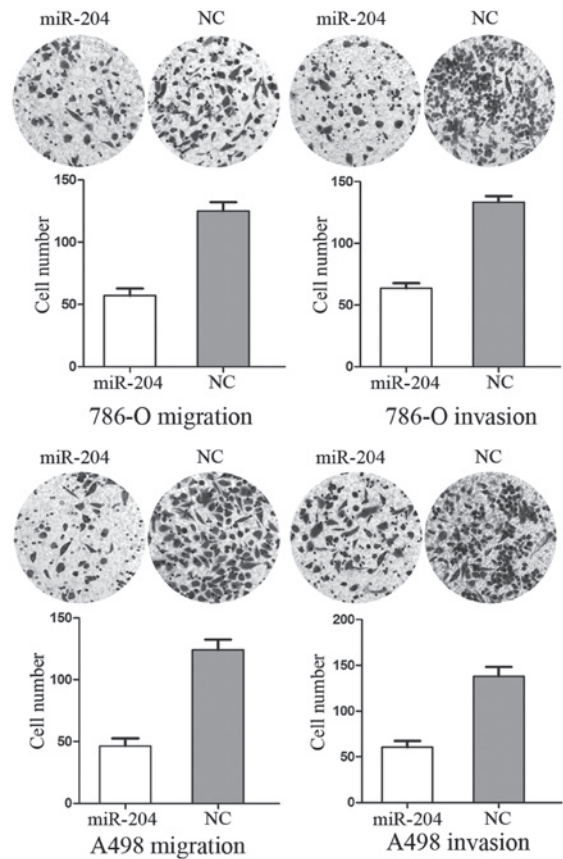 miR-204 NC miR-204 NC
150
100
50
0
Cell number
miR-204 NC
786-O migration
150
100
50
0
Cell number
miR-204 NC
786-O invasion
miR-204 NC miR-204 NC
150
100
50
0
Cell number
miR-204 NC
A498 migration
200
150
100
50
0
Cell number
miR-204 NC
A498 invasion